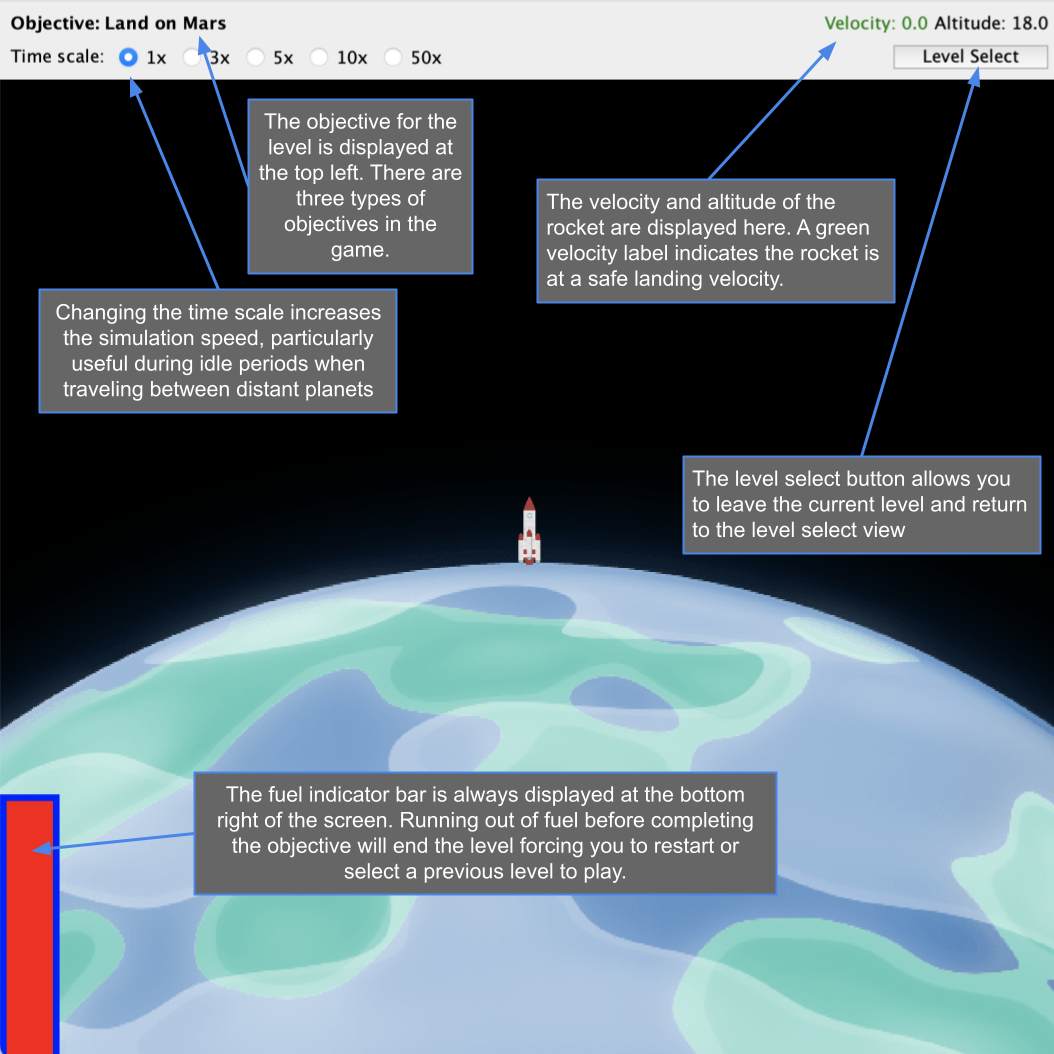 Objective: Land on Mars
Velocity: 0.0 Altitude: 18.0
Time scale: 1x 3x 5x 10x 50x
Level Select
The objective for the
level is displayed at
the top left. There are
three types of
objectives in the
game.
The velocity and altitude of the
rocket are displayed here. A green
velocity label indicates the rocket is
at a safe landing velocity.
Changing the time scale increases
the simulation speed, particularly
useful during idle periods when
traveling between distant planets
The level select button allows you
to leave the current level and return
to the level select view
The fuel indicator bar is always displayed at the bottom
right of the screen. Running out of fuel before completing
the objective will end the level forcing you to restart or
select a previous level to play.